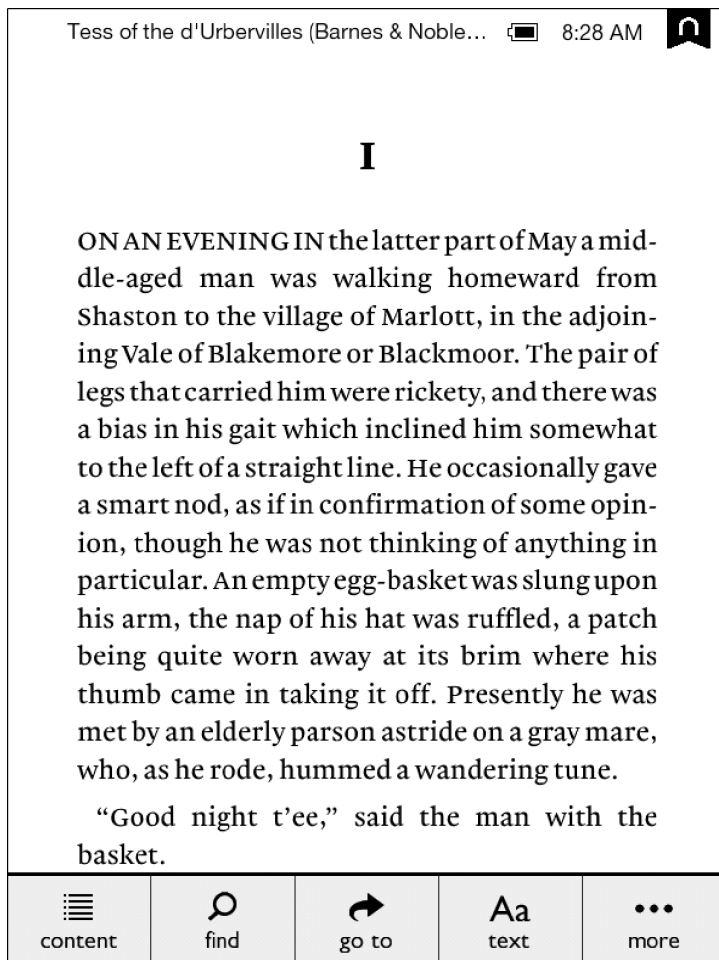 Tess of the d'Urbervilles (Barnes & Noble... 8:28 AM
I
ON AN EVENING IN the latter part of May a mid-
dle-aged man was walking homeward from
Shaston to the village of Marlott, in the adjoin-
ing Vale of Blakemore or Blackmoor. The pair of
legs that carried him were rickety, and there was
a bias in his gait which inclined him somewhat
to the left of a straight line. He occasionally gave
a smart nod, as if in confirmation of some opin-
ion, though he was not thinking of anything in
particular. An empty egg-basket was slung upon
his arm, the nap of his hat was ruffled, a patch
being quite worn away at its brim where his
thumb came in taking it off. Presently he was
met by an elderly parson astride on a gray mare,
who, as he rode, hummed a wandering tune.
“Good night t’ee,” said the man with the
basket.
Aa
content find go to text more